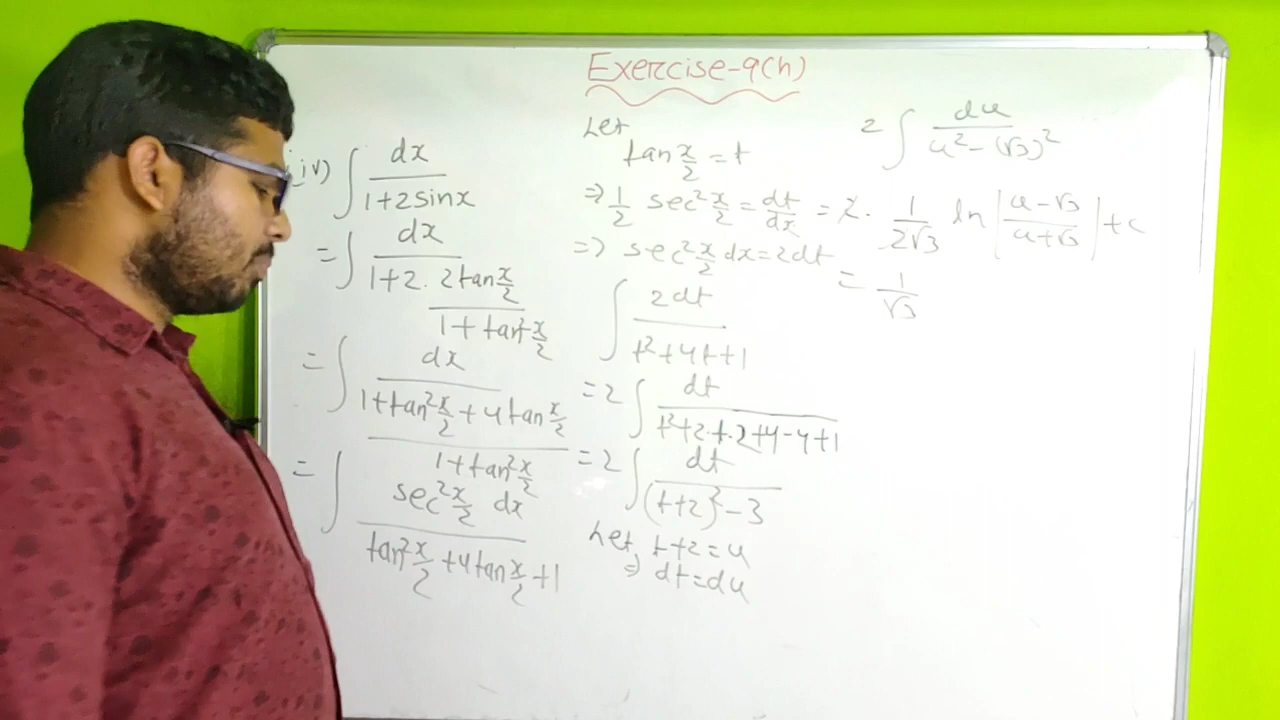 Exercise-9(h)
iv) ∫ dx / (1+2sinx)
= ∫ dx / (1+2. 2tan x/2 / (1+tan² x/2))
= ∫ dx / ((1+tan² x/2 + 4tan x/2) / (1+tan² x/2))
= ∫ sec² x/2 dx / (tan² x/2 + 4tan x/2 + 1)
Let
tan x/2 = t
⇒ 1/2 sec² x/2 = dt/dx
⇒ sec² x/2 dx = 2dt
∫ 2dt / (t²+4t+1)
= 2 ∫ dt / (t²+2.t.2+4-4+1)
= 2 ∫ dt / ((t+2)²-3)
Let, t+2=u
⇒ dt=du
2 ∫ du / (u²-(√3)²)
= 2. 1/(2√3) ln |(u-√3)/(u+√3)| +c
= 1/√3